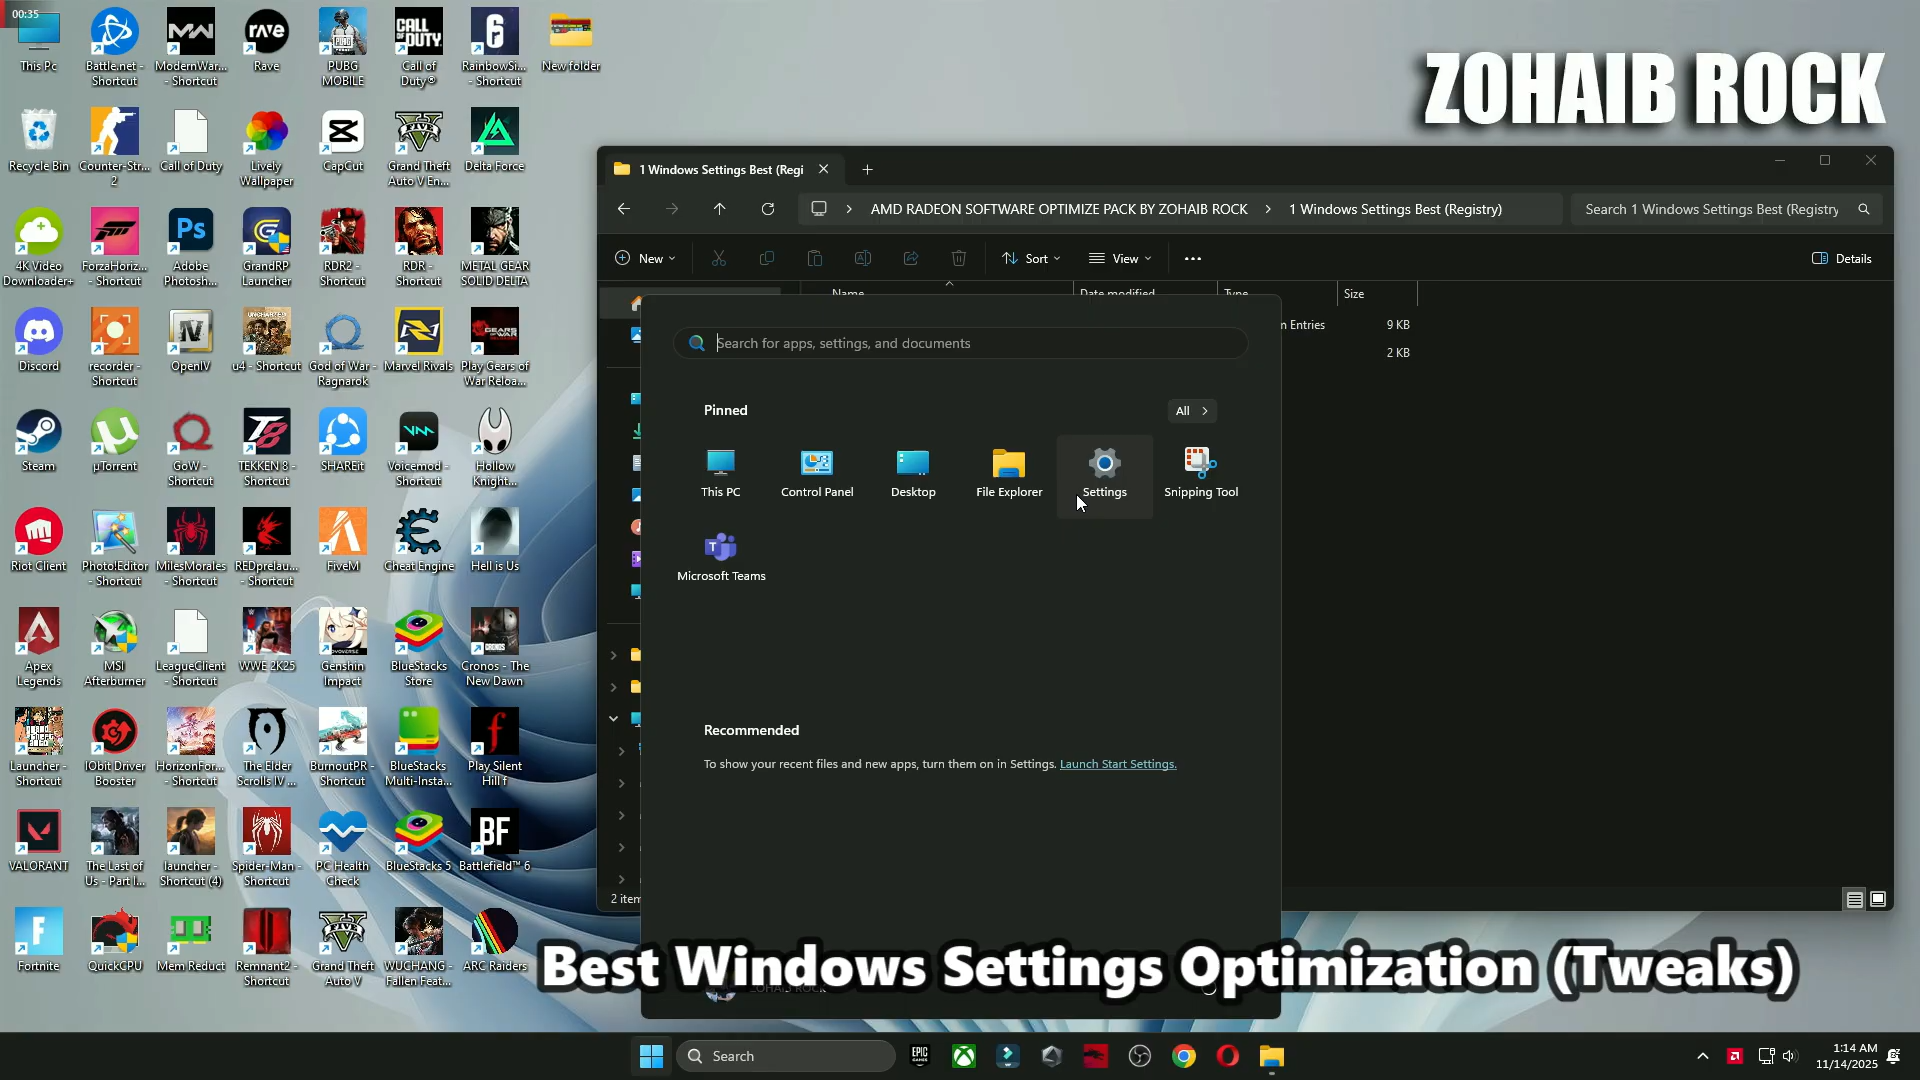 00:35
This Pc
Battle.net - Shortcut
ModernWar... - Shortcut
Rave
PUBG MOBILE
Call of Duty®
RainbowSi... - Shortcut
New folder
ZOHAIB ROCK
Recycle Bin
Counter-Str... 2
Call of Duty
Lively Wallpaper
CapCut
Grand Theft Auto V En...
Delta Force
1 Windows Settings Best (Regi
AMD RADEON SOFTWARE OPTIMIZE PACK BY ZOHAIB ROCK > 1 Windows Settings Best (Registry)
Search 1 Windows Settings Best (Registry
4K Video Downloader+
ForzaHoriz... - Shortcut
Adobe Photosh...
GrandRP Launcher
RDR2 - Shortcut
RDR - Shortcut
METAL GEAR SOLID DELTA
New
Sort
View
Details
Name
Date modified
Type
Size
n Entries
9 KB
2 KB
Search for apps, settings, and documents
Discord
recorder - Shortcut
OpenIV
u4 - Shortcut
God of War - Ragnarok
Marvel Rivals
Play Gears of War Reloa...
Pinned
All
This PC
Control Panel
Desktop
File Explorer
Settings
Snipping Tool
Steam
µTorrent
GoW - Shortcut
TEKKEN 8 - Shortcut
SHAREit
Voicemod - Shortcut
Hollow Knight...
Microsoft Teams
Riot Client
Photo!Editor - Shortcut
MilesMorales - Shortcut
REDprelau... - Shortcut
FiveM
Cheat Engine
Hell is Us
Apex Legends
MSI Afterburner
LeagueClient - Shortcut
WWE 2K25
Genshin Impact
BlueStacks Store
Cronos - The New Dawn
Recommended
To show your recent files and new apps, turn them on in Settings. Launch Start Settings.
Launcher - Shortcut
IObit Driver Booster
HorizonFor... - Shortcut
The Elder Scrolls IV ...
BurnoutPR - Shortcut
BlueStacks Multi-Insta...
Play Silent Hill f
VALORANT
The Last of Us - Part I...
launcher - Shortcut (4)
Spider-Man - Shortcut
PC Health Check
BlueStacks 5
Battlefield™ 6
2 item
Fortnite
QuickCPU
Mem Reduct
Remnant2 - Shortcut
Grand Theft Auto V
WUCHANG - Fallen Feat...
ARC Raiders
Best Windows Settings Optimization (Tweaks)
ZOHAIB ROCK
Search
1:14 AM
11/14/2025